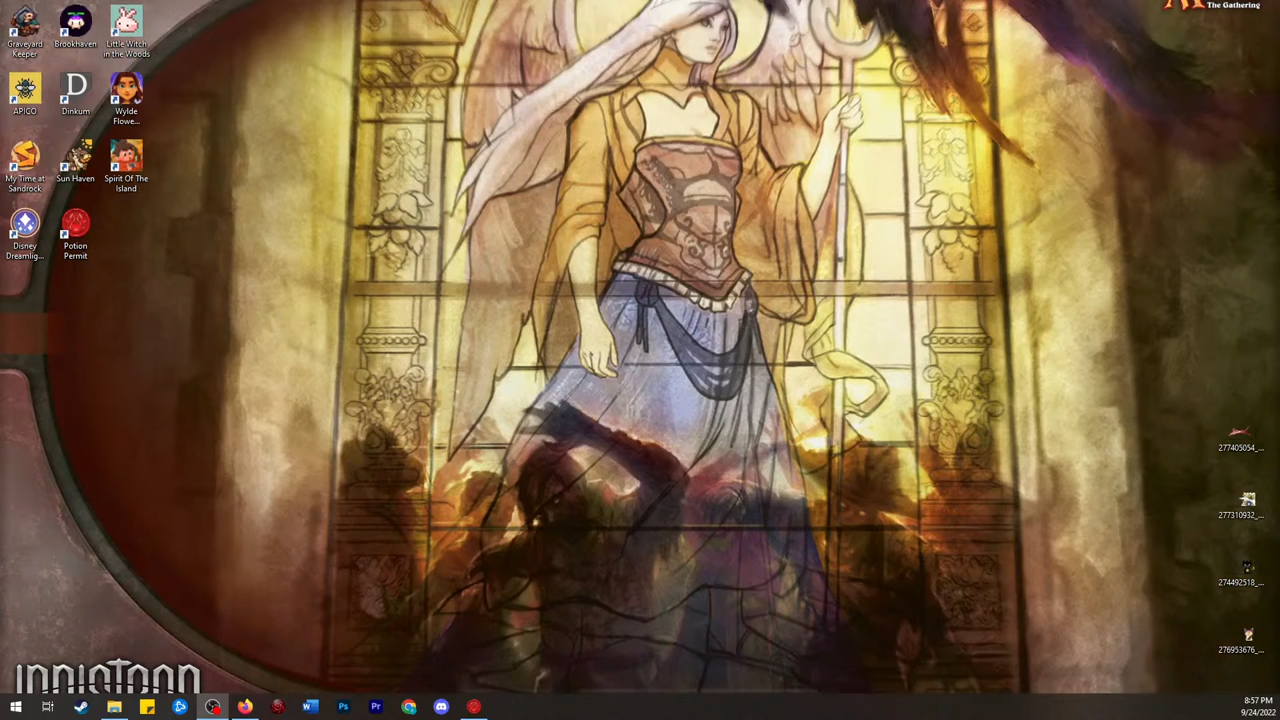 The Gathering
Graveyard
Keeper
Brookhaven
Little Witch
in the Woods
APICO
Dinkum
Wylde
Flowe...
My Time at
Sandrock
Sun Haven
Spirit Of The
Island
Disney
Dreamlig...
Potion
Permit
277405054_...
277310932_...
274492518_...
276953676_...
INNISTRAD
8:57 PM
9/24/2022